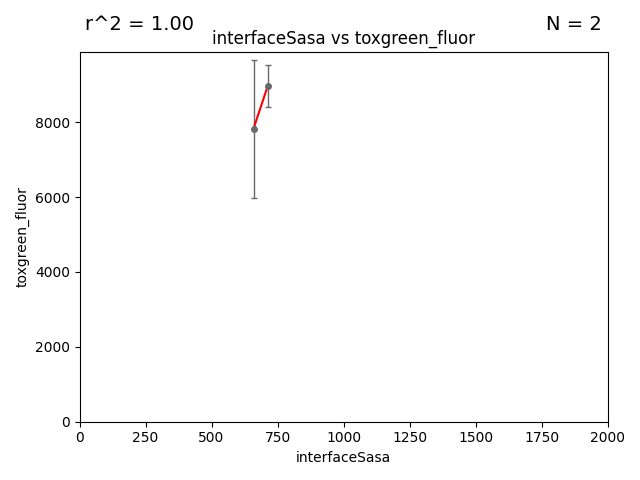 r^2 = 1.00
N = 2
interfaceSasa vs toxgreen_fluor
toxgreen_fluor
8000
6000
4000
2000
0
0 250 500 750 1000 1250 1500 1750 2000
interfaceSasa